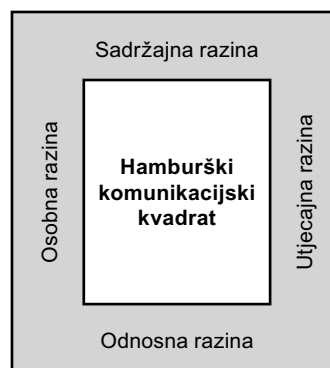 Sadržajna razina
Osobna razina
Hamburški
komunikacijski
kvadrat
Utjecajna razina
Odnosna razina